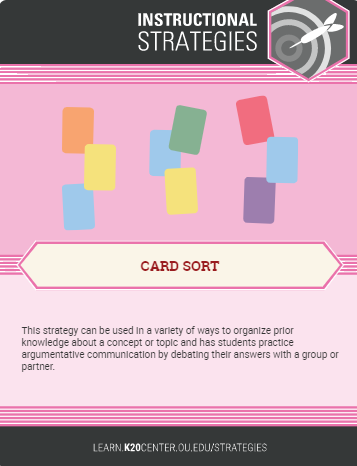 INSTRUCTIONAL
STRATEGIES
CARD SORT
This strategy can be used in a variety of ways to organize prior
knowledge about a concept or topic and has students practice
argumentative communication by debating their answers with a group or
partner.
LEARN.K20CENTER.OU.EDU/STRATEGIES